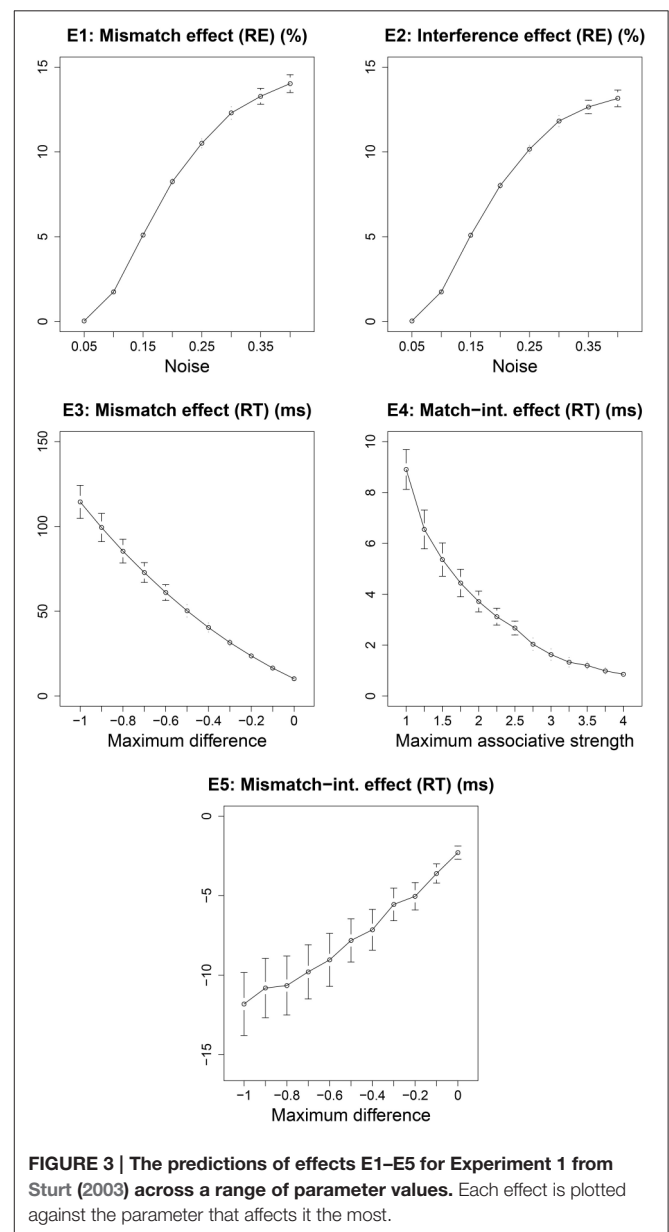 E1: Mismatch effect (RE) (%)
15
10
5
0
0.05 0.15 0.25 0.35
Noise
E2: Interference effect (RE) (%)
15
10
5
0
0.05 0.15 0.25 0.35
Noise
E3: Mismatch effect (RT) (ms)
150
100
50
0
−1 −0.8 −0.6 −0.4 −0.2 0
Maximum difference
E4: Match−int. effect (RT) (ms)
10
8
6
4
2
0
1 1.5 2 2.5 3 3.5 4
Maximum associative strength
E5: Mismatch−int. effect (RT) (ms)
0
−5
−10
−15
−1 −0.8 −0.6 −0.4 −0.2 0
Maximum difference
FIGURE 3 | The predictions of effects E1–E5 for Experiment 1 from
Sturt (2003) across a range of parameter values. Each effect is plotted
against the parameter that affects it the most.